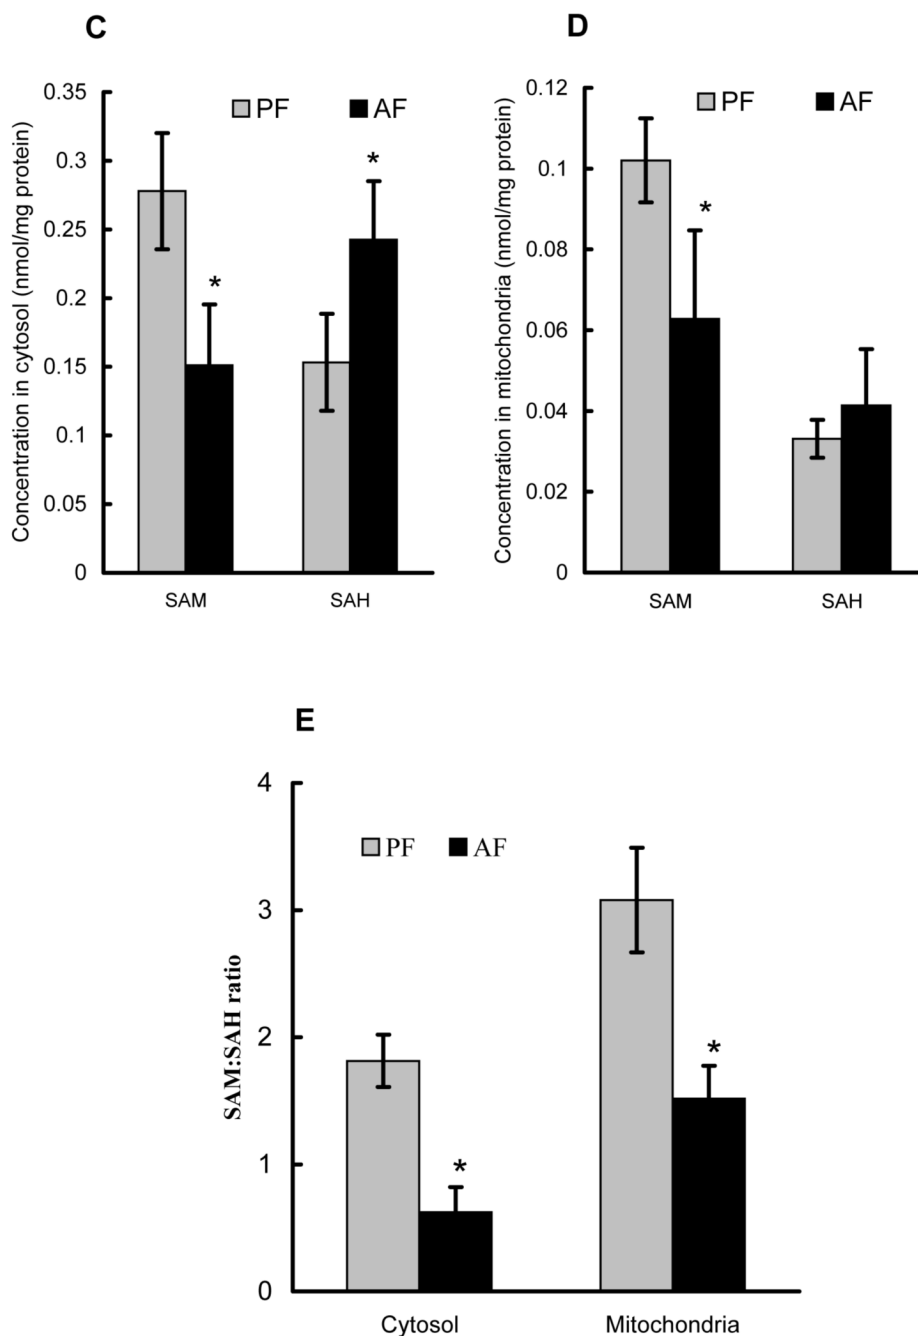 C
Concentration in cytosol (nmol/mg protein)
0.35
0.3
0.25
0.2
0.15
0.1
0.05
0
PF AF
*
*
SAM SAH
D
Concentration in mitochondria (nmol/mg protein)
0.12
0.1
0.08
0.06
0.04
0.02
0
PF AF
*
SAM SAH
E
SAM:SAH ratio
4
3
2
1
0
PF AF
*
*
Cytosol Mitochondria